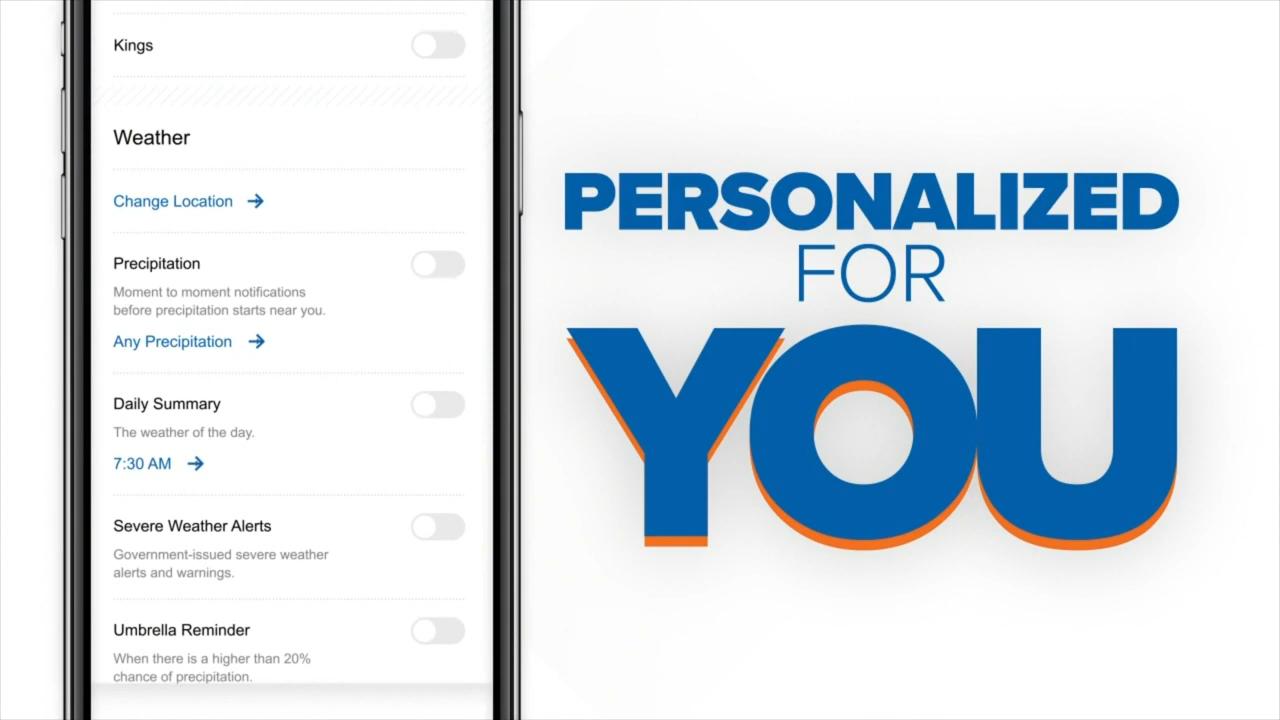 Kings
Weather
Change Location
Precipitation
Moment to moment notifications
before precipitation starts near you.
Any Precipitation
Daily Summary
The weather of the day.
7:30 AM
Severe Weather Alerts
Government-issued severe weather
alerts and warnings.
Umbrella Reminder
When there is a higher than 20%
chance of precipitation.
PERSONALIZED
FOR
YOU